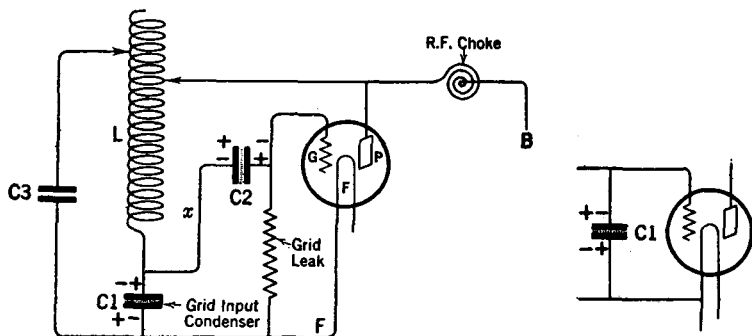 R.F. Choke
L
B
+ -
- +
C2
G
P
F
C3
x
Grid
Leak
- +
C1
+ -
Grid Input
Condenser
F
+ -
- +
C1